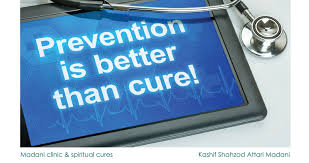 Prevention
is better
than cure!
Madani clinic & spiritual cures
Kashif Shahzad Attari Madani